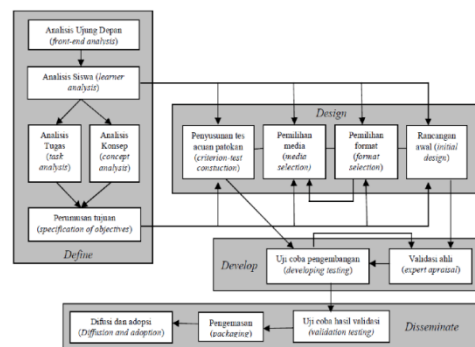 Analisis Ujung Depan
(front-end analysis)
Analisis Siswa (learner
analysis)
Analisis
Tugas
(task
analysis)
Analisis
Konsep
(concept
analysis)
Perumusan tujuan
(specification of objectives)
Define
Design
Penyusunan tes
acuan patokan
(criterion-test
constuction)
Pemilihan
media
(media
selection)
Pemilihan
format
(format
selection)
Rancangan
awal (initial
design)
Develop
Uji coba pengembangan
(developing testing)
Validasi ahli
(expert apraisal)
Disseminate
Difusi dan adopsi
(Diffusion and adoption)
Pengemasan
(packaging)
Uji coba hasil validasi
(validation testing)